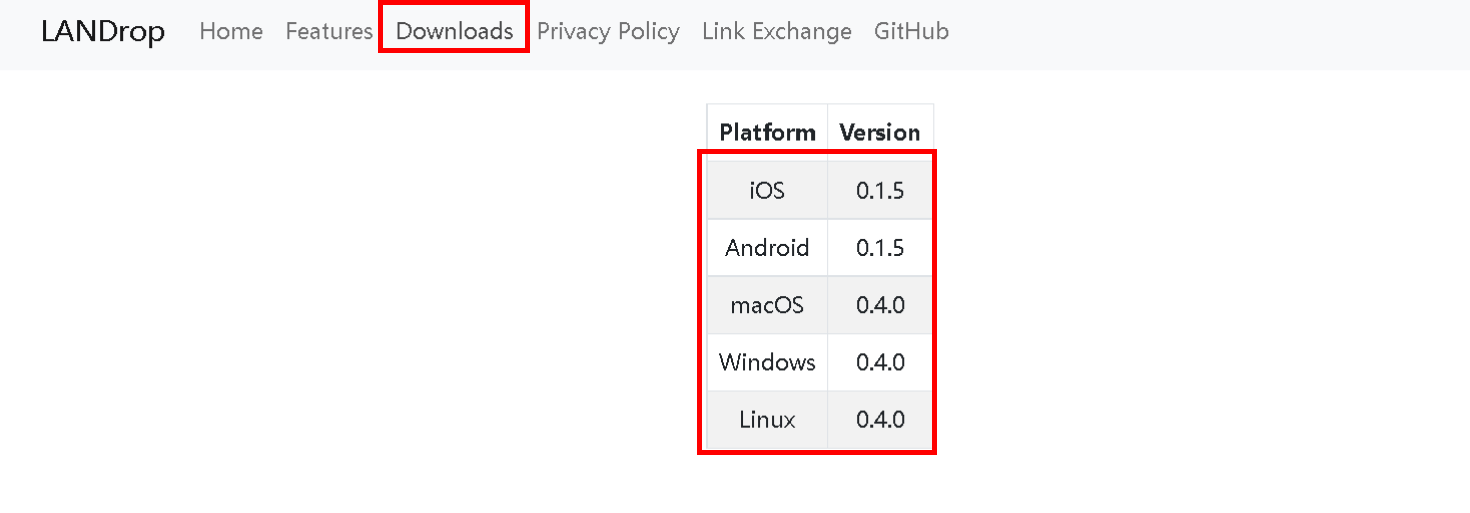 LANDrop Home Features Downloads Privacy Policy Link Exchange GitHub
Platform Version
iOS 0.1.5
Android 0.1.5
macOS 0.4.0
Windows 0.4.0
Linux 0.4.0